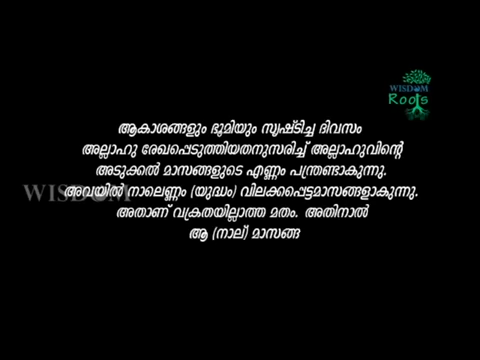 WISDOM
Roots
ആകാശങ്ങളും ഭൂമിയും സൃഷ്ടിച്ച ദിവസം
അല്ലാഹു രേഖപ്പെടുത്തിയതനുസരിച്ച് അല്ലാഹുവിന്റെ
അടുക്കൽ മാസങ്ങളുടെ എണ്ണം പന്ത്രണ്ടാകുന്നു.
WISDOM
അവയിൽ നാലെണ്ണം (യുദ്ധം) വിലക്കപ്പെട്ടമാസങ്ങളാകുന്നു.
അതാണ് വക്രതയില്ലാത്ത മതം. അതിനാൽ
ആ (നാല്) മാസങ്ങ